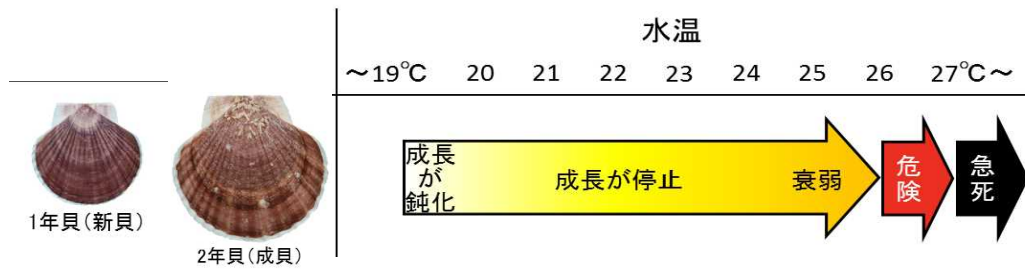 水温
～19℃ 20 21 22 23 24 25 26 27℃～
成長
が
鈍化
成長が停止
衰弱
危険
急死
1年貝(新貝)
2年貝(成貝)